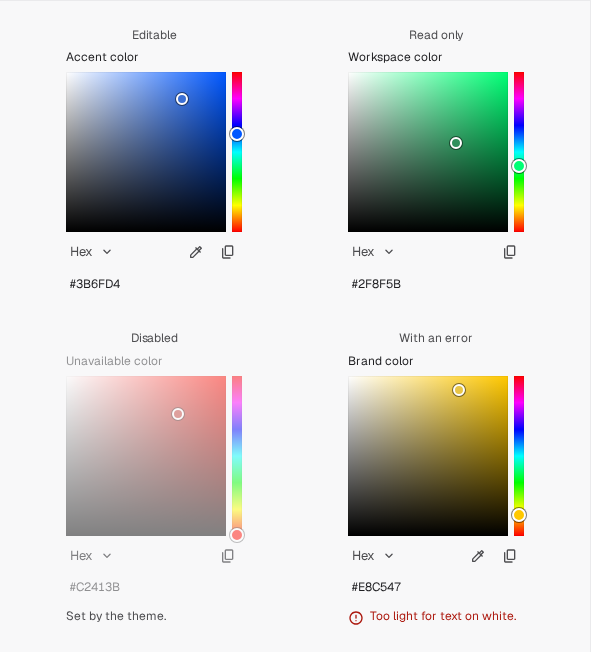 Editable
Accent color
Hex
#3B6FD4
Read only
Workspace color
Hex
#2F8F5B
Disabled
Unavailable color
Hex
#C2413B
Set by the theme.
With an error
Brand color
Hex
#E8C547
Too light for text on white.